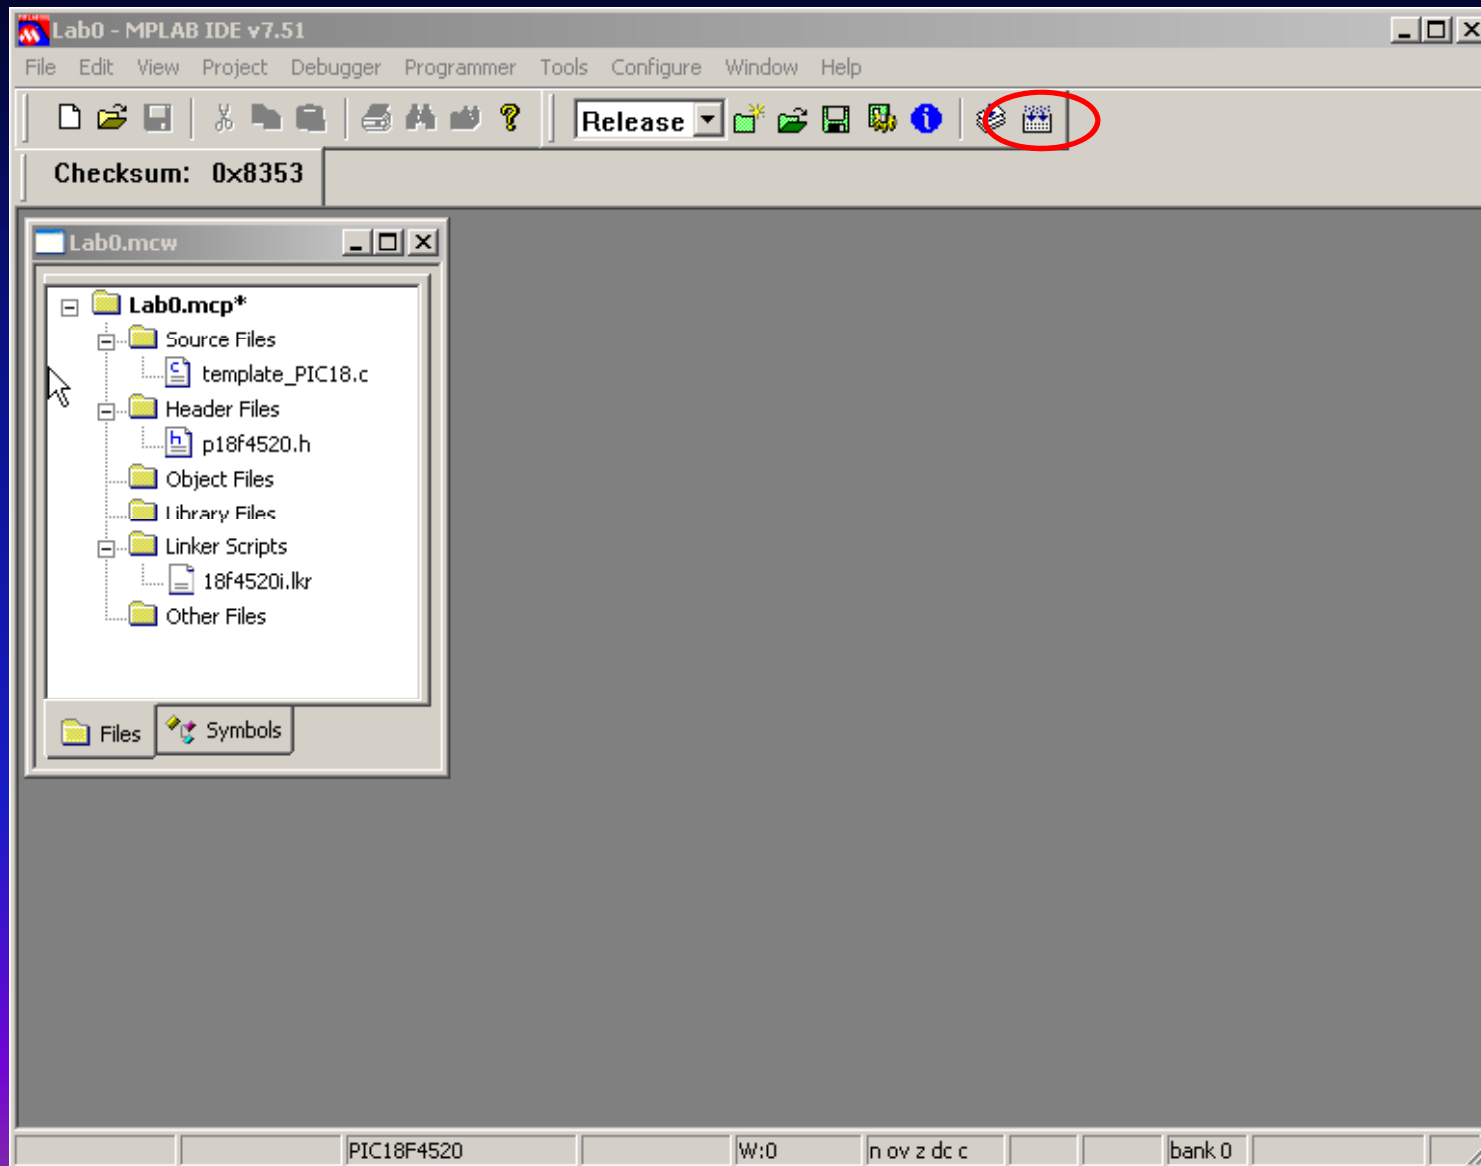 Lab0 - MPLAB IDE v7.51
File Edit View Project Debugger Programmer Tools Configure Window Help
Release
Checksum: 0x8353
Lab0.mcw
Lab0.mcp*
Source Files
template_PIC18.c
Header Files
p18f4520.h
Object Files
Library Files
Linker Scripts
18f4520i.lkr
Other Files
Files Symbols
PIC18F4520 W:0 n ov z dc c bank 0